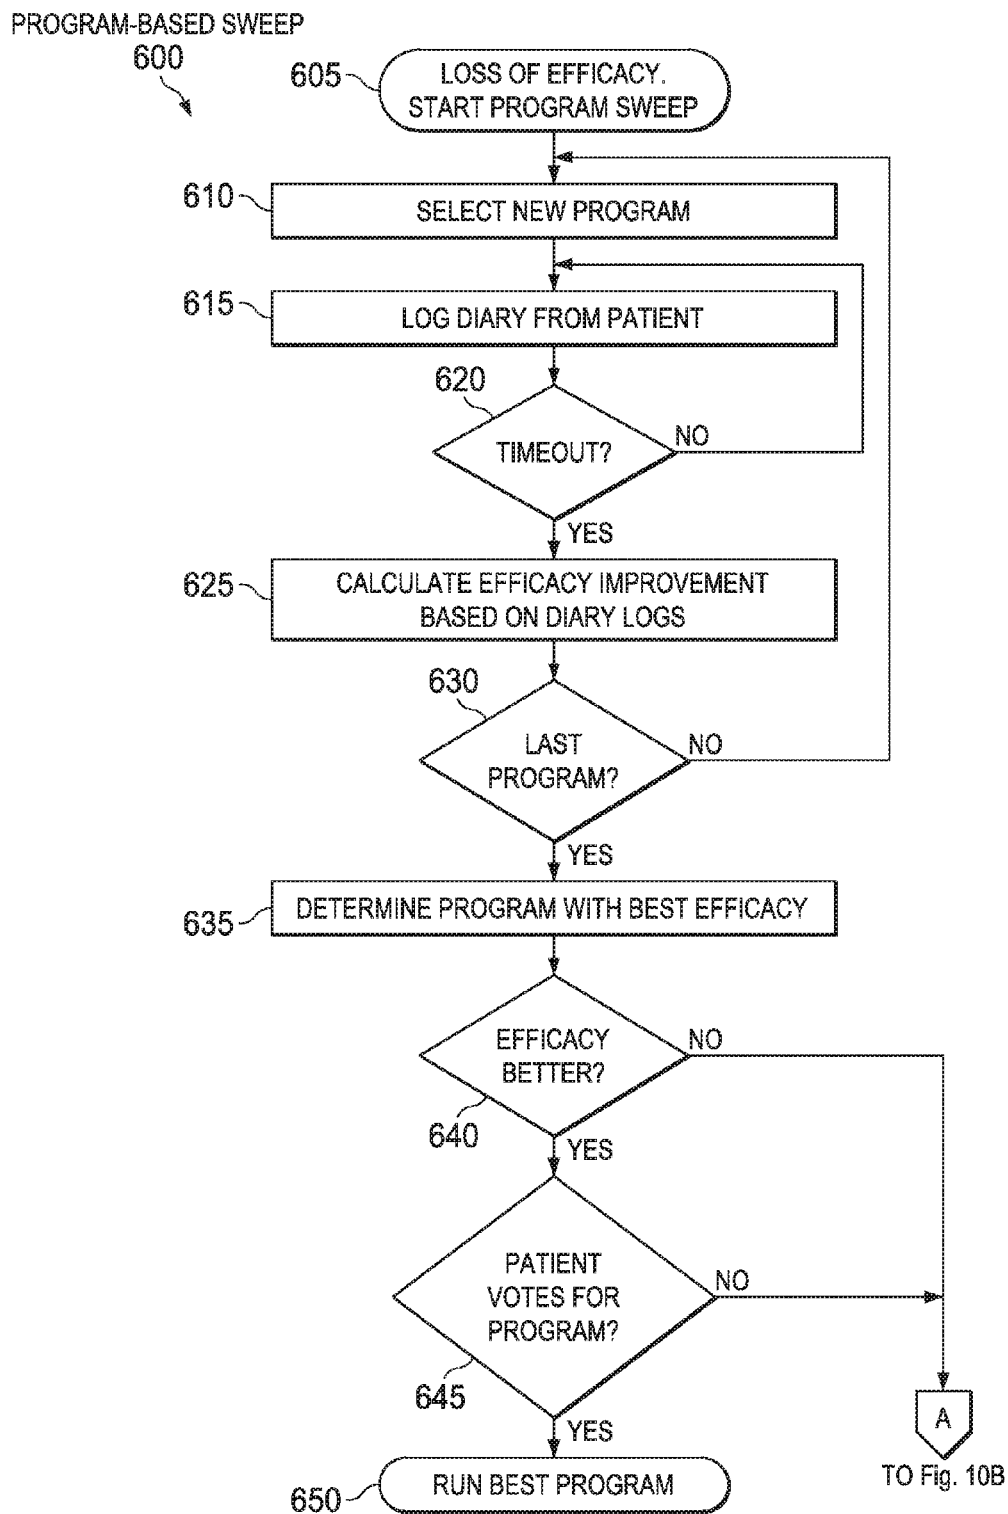 PROGRAM-BASED SWEEP
600
605
LOSS OF EFFICACY.
START PROGRAM SWEEP
610
SELECT NEW PROGRAM
615
LOG DIARY FROM PATIENT
620
TIMEOUT?
NO
YES
625
CALCULATE EFFICACY IMPROVEMENT
BASED ON DIARY LOGS
630
LAST
PROGRAM?
NO
YES
635
DETERMINE PROGRAM WITH BEST EFFICACY
EFFICACY
BETTER?
NO
640
YES
PATIENT
VOTES FOR
PROGRAM?
NO
645
YES
A
TO Fig. 10B
650
RUN BEST PROGRAM